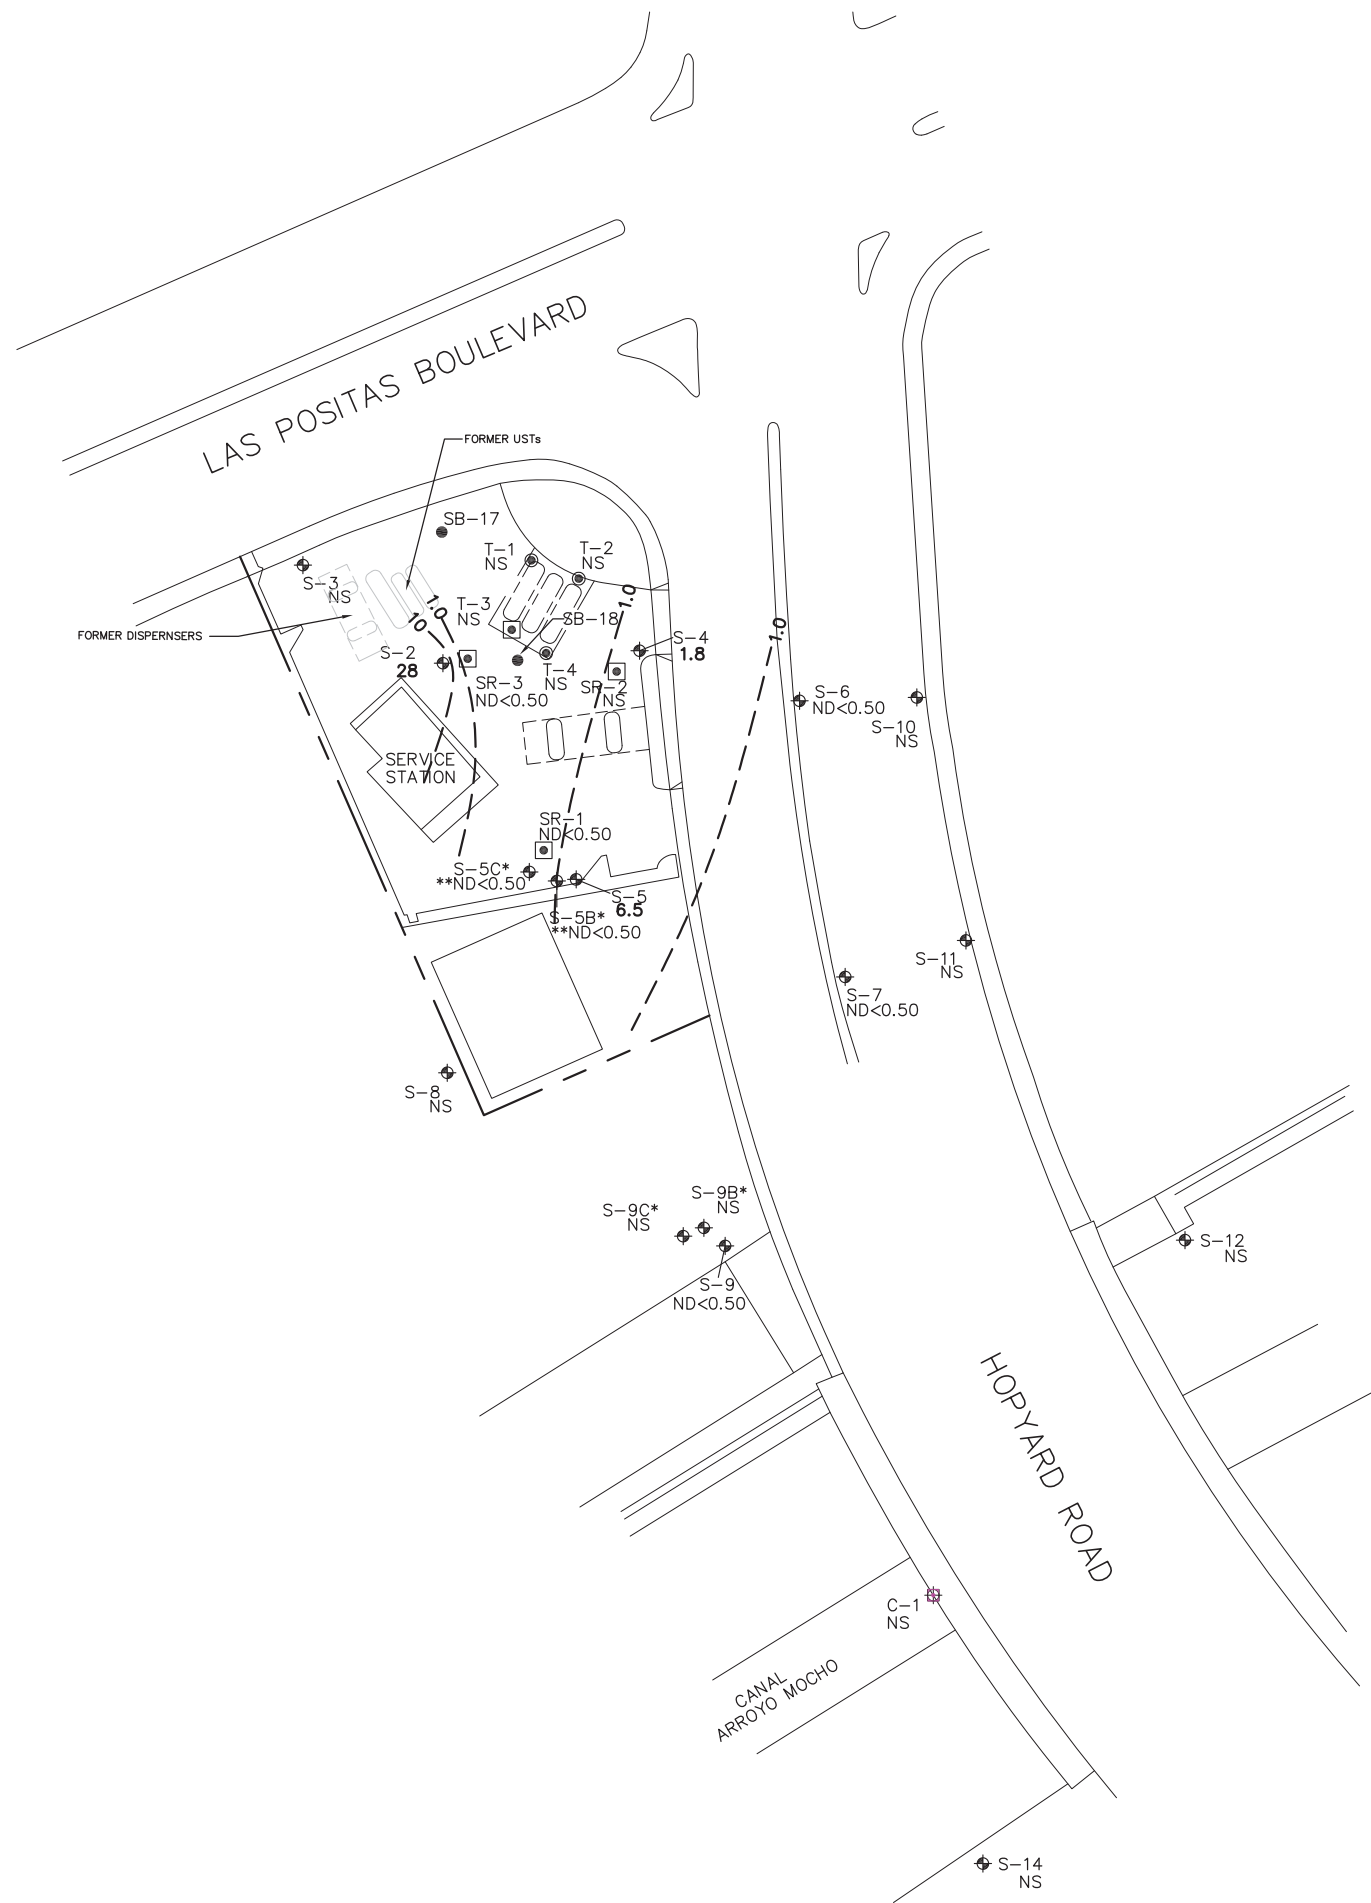 LAS POSITAS BOULEVARD
FORMER USTs
SB-17
T-1
NS
T-2
NS
S-3
NS
1.0
10
T-3
NS
1.0
SB-18
FORMER DISPERNSERS
S-2
28
S-4
1.8
1.0
T-4
NS
SR-3
ND<0.50
SR-2
NS
S-6
ND<0.50
S-10
NS
SERVICE
STATION
SR-1
ND<0.50
S-5C*
**ND<0.50
S-5
6.5
S-5B*
**ND<0.50
S-11
NS
S-7
ND<0.50
S-8
NS
S-9B*
NS
S-9C*
NS
S-12
NS
S-9
ND<0.50
HOPYARD ROAD
C-1
NS
CANAL
ARROYO MOCHO
S-14
NS